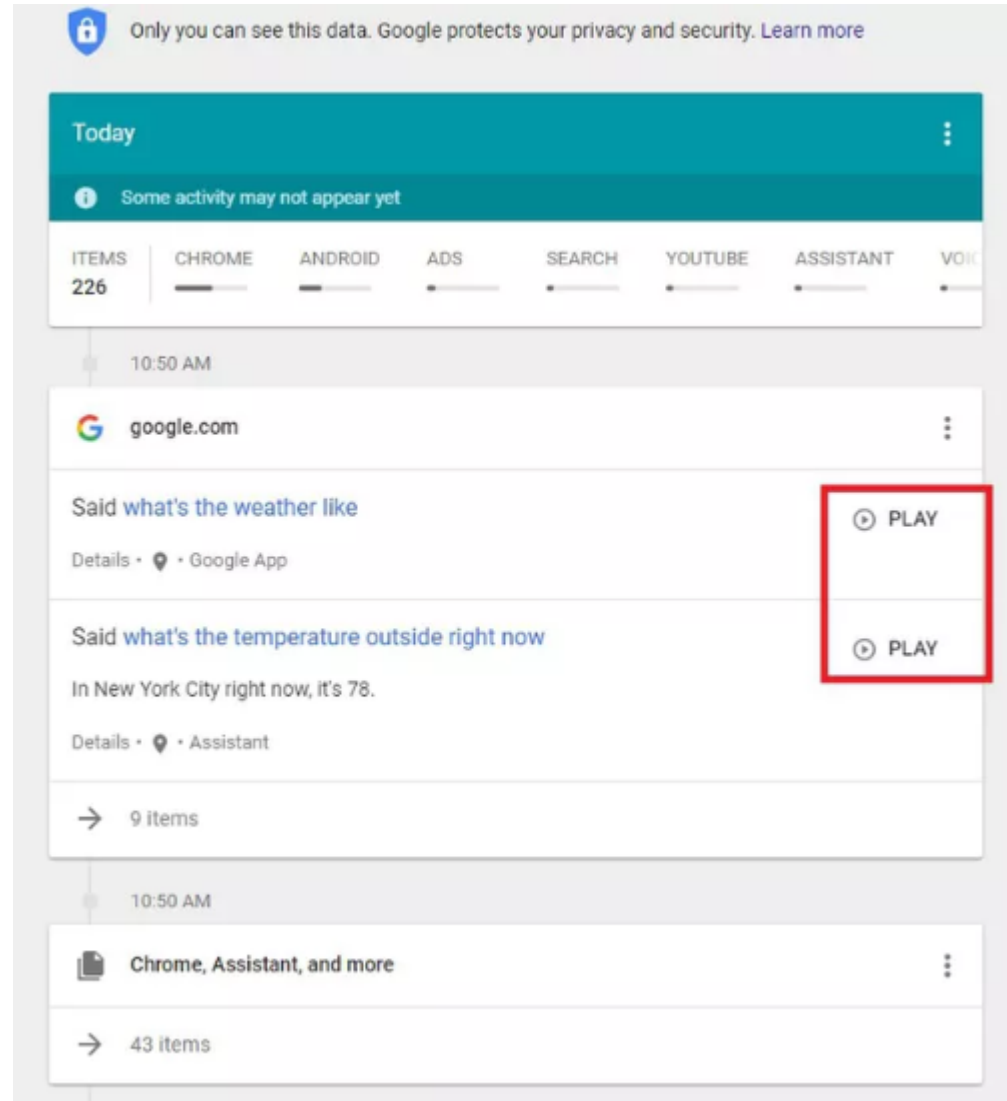 Only you can see this data. Google protects your privacy and security. Learn more
Today
Some activity may not appear yet
ITEMS CHROME ANDROID ADS SEARCH YOUTUBE ASSISTANT
226
10:50 AM
google.com
Said what's the weather like
PLAY
Details • • Google App
Said what's the temperature outside right now
PLAY
In New York City right now, it's 78.
Details • • Assistant
9 items
10:50 AM
Chrome, Assistant, and more
43 items